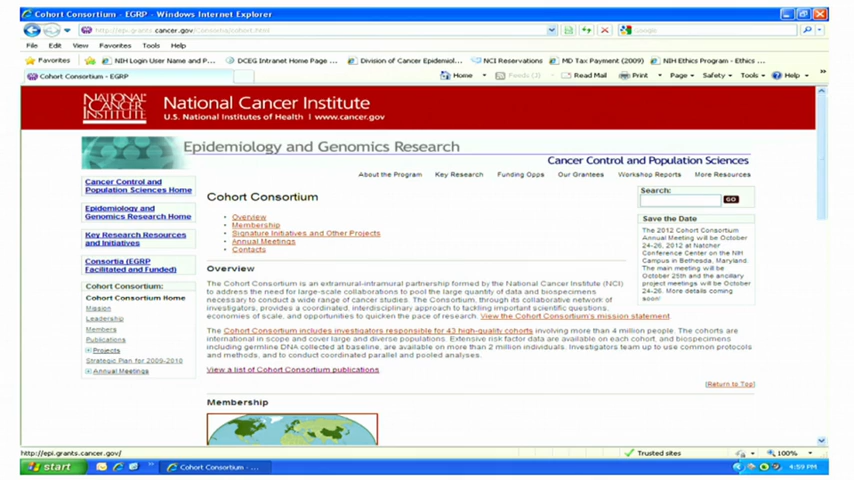 Cohort Consortium - EGRP - Windows Internet Explorer
http://epi.grants.cancer.gov/Consortia/cohort.html
Google
File Edit View Favorites Tools Help
Favorites NIH Login User Name and P... DCEG Intranet Home Page ... Division of Cancer Epidemiol... NCI Reservations MD Tax Payment (2009) NIH Ethics Program - Ethics ...
Cohort Consortium - EGRP
Home Feeds (J) Read Mail Print Page Safety Tools Help
NATIONAL CANCER INSTITUTE
National Cancer Institute
U.S. National Institutes of Health | www.cancer.gov
Epidemiology and Genomics Research
Cancer Control and Population Sciences
About the Program Key Research Funding Opps Our Grantees Workshop Reports More Resources
Cancer Control and
Population Sciences Home
Epidemiology and
Genomics Research Home
Key Research Resources
and Initiatives
Consortia (EGRP
Facilitated and Funded)
Cohort Consortium:
Cohort Consortium Home
Mission
Leadership
Members
Publications
Projects
Strategic Plan for 2009-2010
Annual Meetings
Cohort Consortium
Overview
Membership
Signature Initiatives and Other Projects
Annual Meetings
Contacts
Overview
The Cohort Consortium is an extramural-intramural partnership formed by the National Cancer Institute (NCI)
to address the need for large-scale collaborations to pool the large quantity of data and biospecimens
necessary to conduct a wide range of cancer studies. The Consortium, through its collaborative network of
investigators, provides a coordinated, interdisciplinary approach to tackling important scientific questions,
economies of scale, and opportunities to quicken the pace of research. View the Cohort Consortium's mission statement
The Cohort Consortium includes investigators responsible for 43 high-quality cohorts involving more than 4 million people. The cohorts are
international in scope and cover large and diverse populations. Extensive risk factor data are available on each cohort, and biospecimens
including germline DNA collected at baseline, are available on more than 2 million individuals. Investigators team up to use common protocols
and methods, and to conduct coordinated parallel and pooled analyses.
View a list of Cohort Consortium publications
[Return to Top]
Membership
Search:
GO
Save the Date
The 2012 Cohort Consortium
Annual Meeting will be October
24-26, 2012 at Natcher
Conference Center on the NIH
Campus in Bethesda, Maryland.
The main meeting will be
October 25th and the ancillary
project meetings will be October
24-26. More details coming
soon!
http://epi.grants.cancer.gov/
Trusted sites
100%
start
Cohort Consortium - ...
4:59 PM